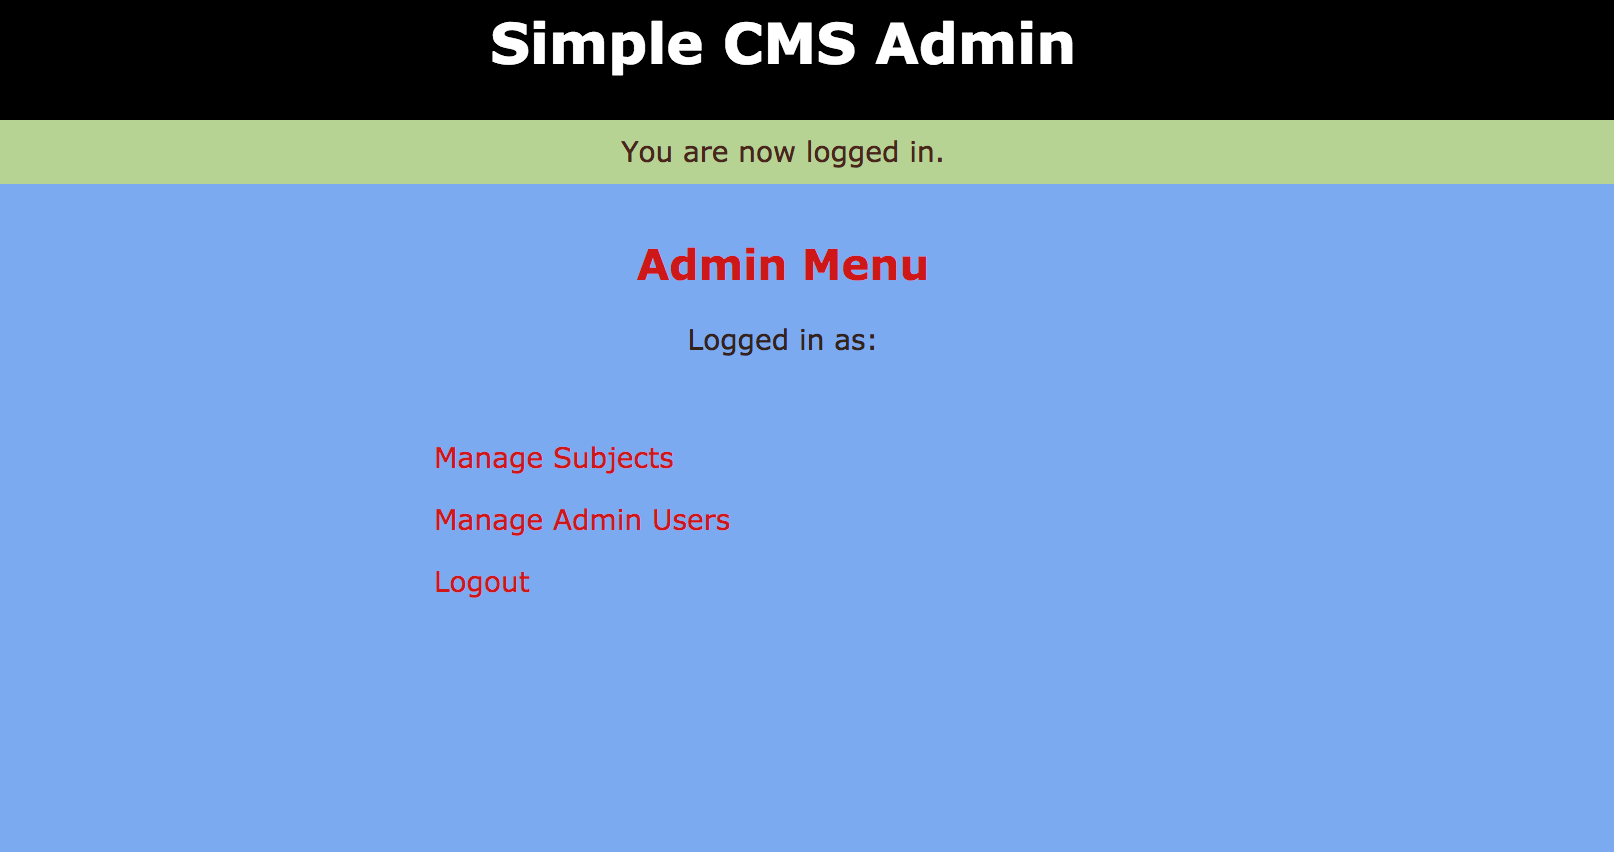 Simple CMS Admin
You are now logged in.
Admin Menu
Logged in as:
Manage Subjects
Manage Admin Users
Logout